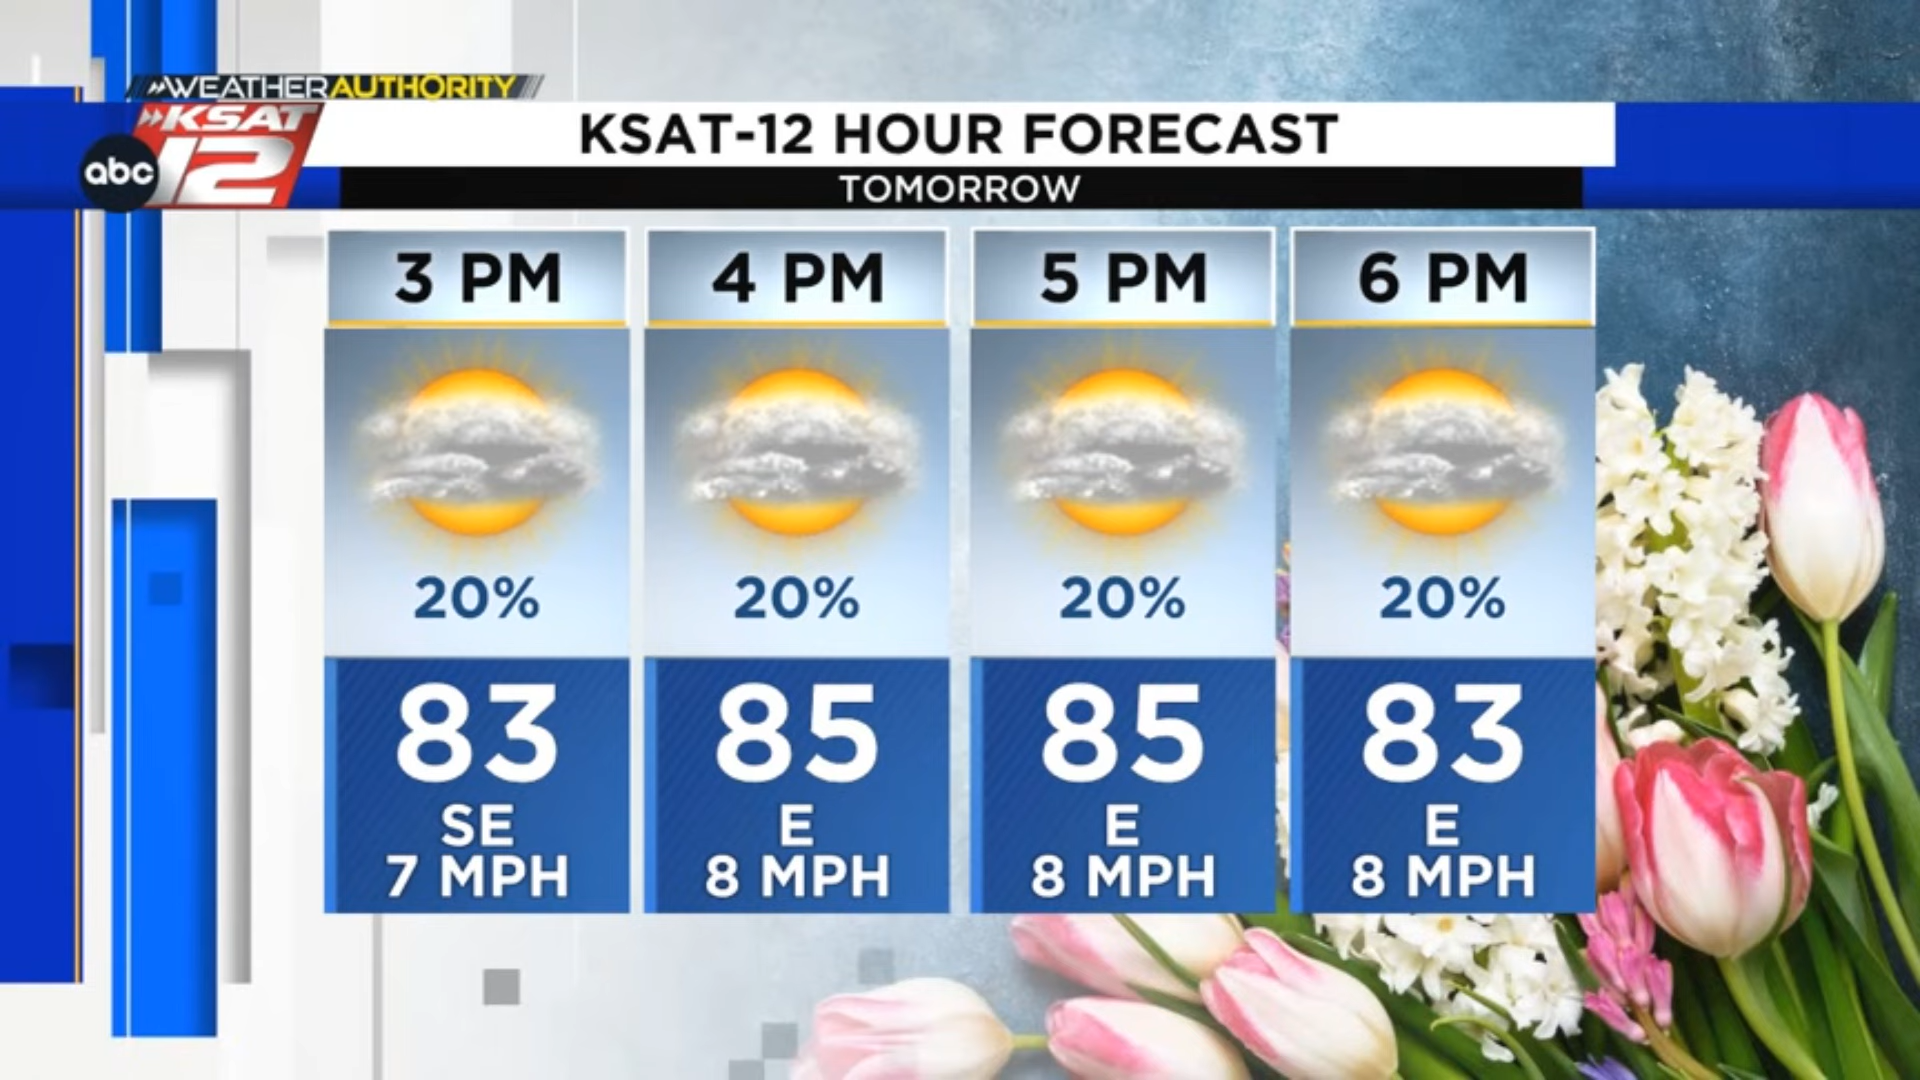 WEATHER AUTHORITY
KSAT
12
abc
KSAT-12 HOUR FORECAST
TOMORROW
3 PM
20%
83
SE
7 MPH
4 PM
20%
85
E
8 MPH
5 PM
20%
85
E
8 MPH
6 PM
20%
83
E
8 MPH